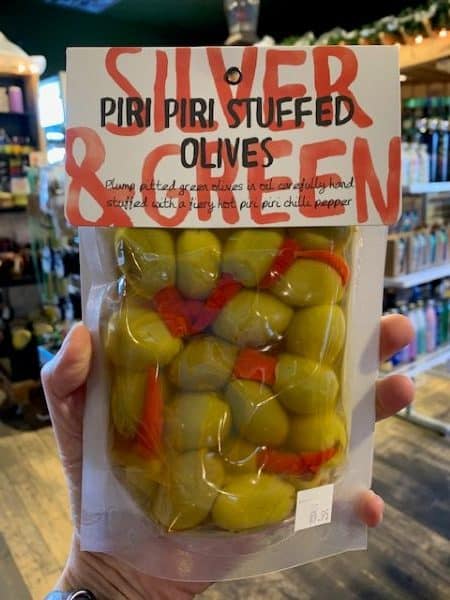 SILVER
& GREEN
PIRI PIRI STUFFED
OLIVES
Plump pitted green olives in oil carefully hand
stuffed with a fiery hot piri piri chilli pepper